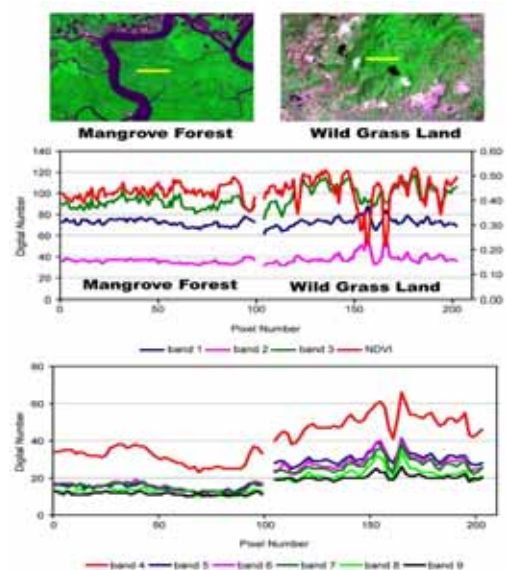 Mangrove Forest Wild Grass Land
140 0.60
120 0.50
100 0.40
80 0.30
60 0.20
40 0.10
20 0.00
0
Digital Number
Mangrove Forest Wild Grass Land
0 50 100 150 200
Pixel Number
band 1 band 2 band 3 NDVI
80
60
40
20
0
Digital Number
0 50 100 150 200
Pixel Number
band 4 band 5 band 6 band 7 band 8 band 9